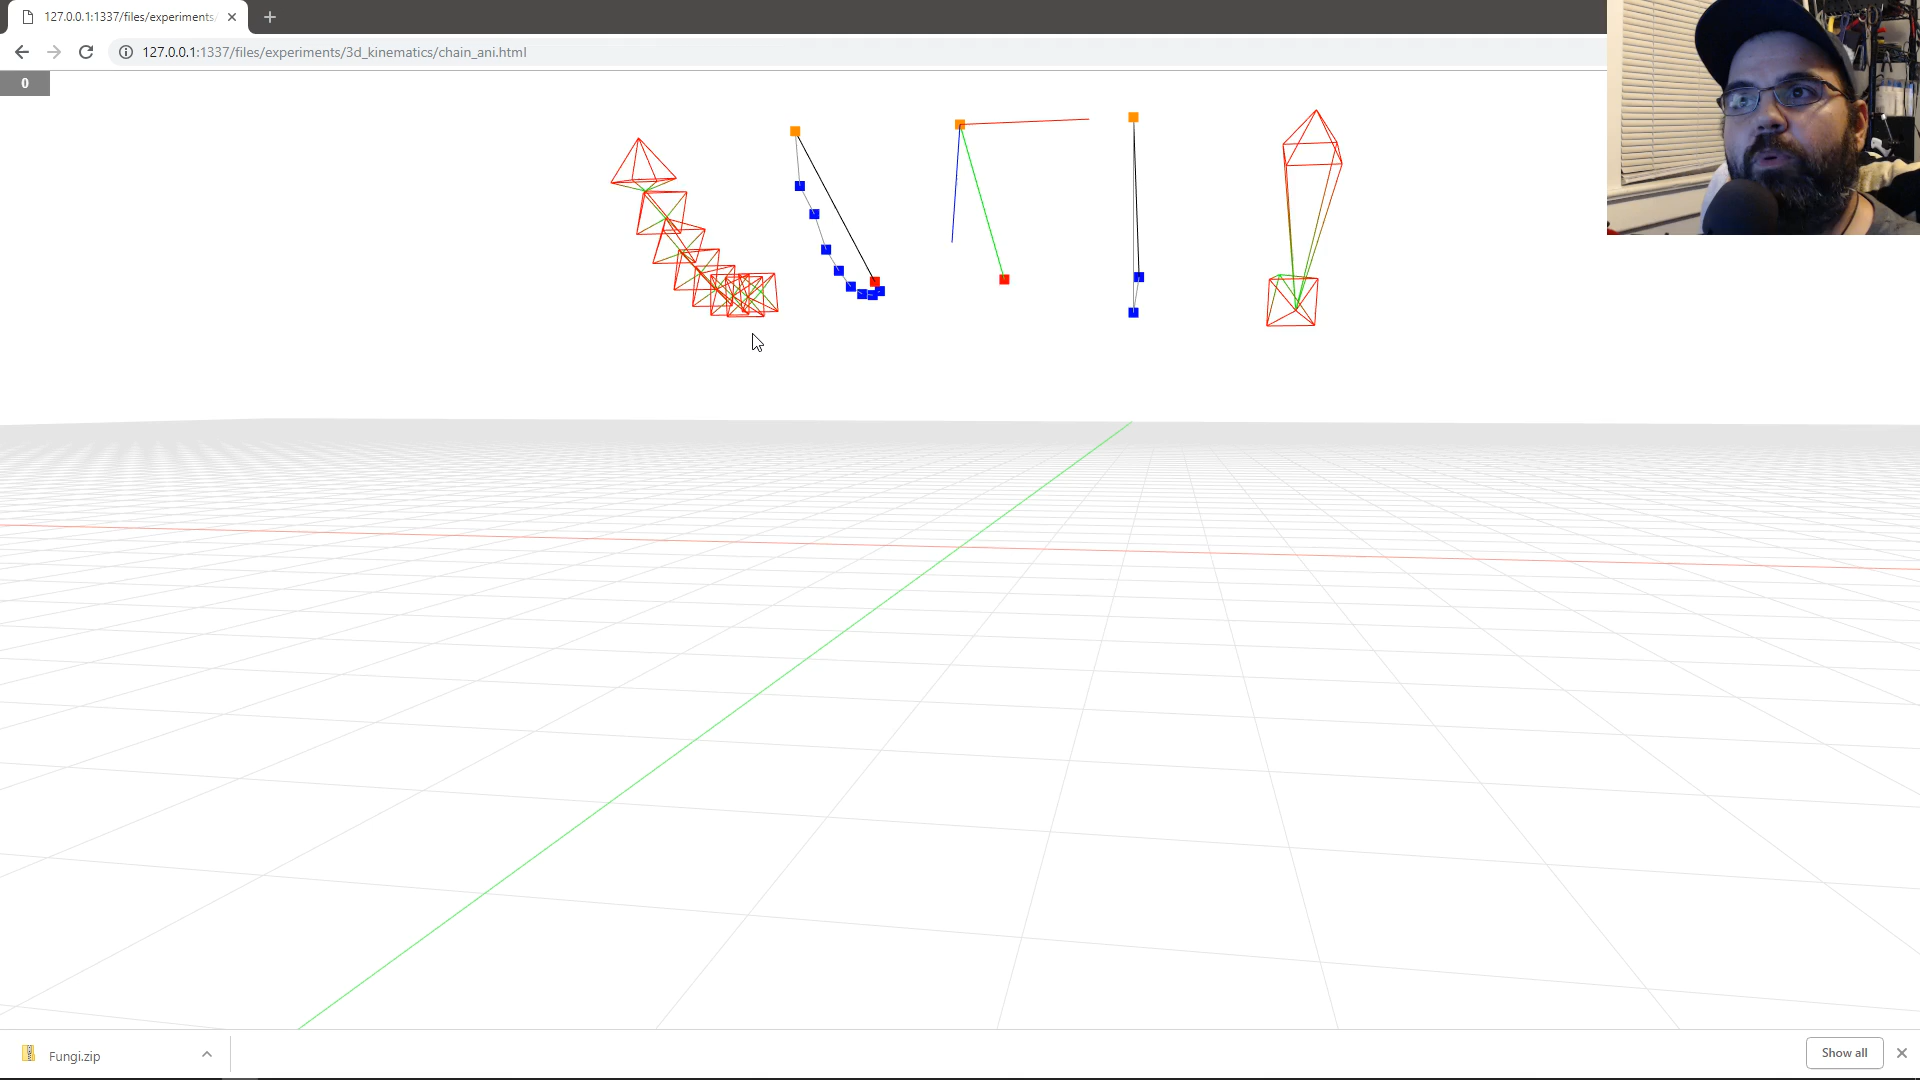 127.0.0.1:1337/files/experiments
127.0.0.1:1337/files/experiments/3d_kinematics/chain_ani.html
0
Fungi.zip
Show all